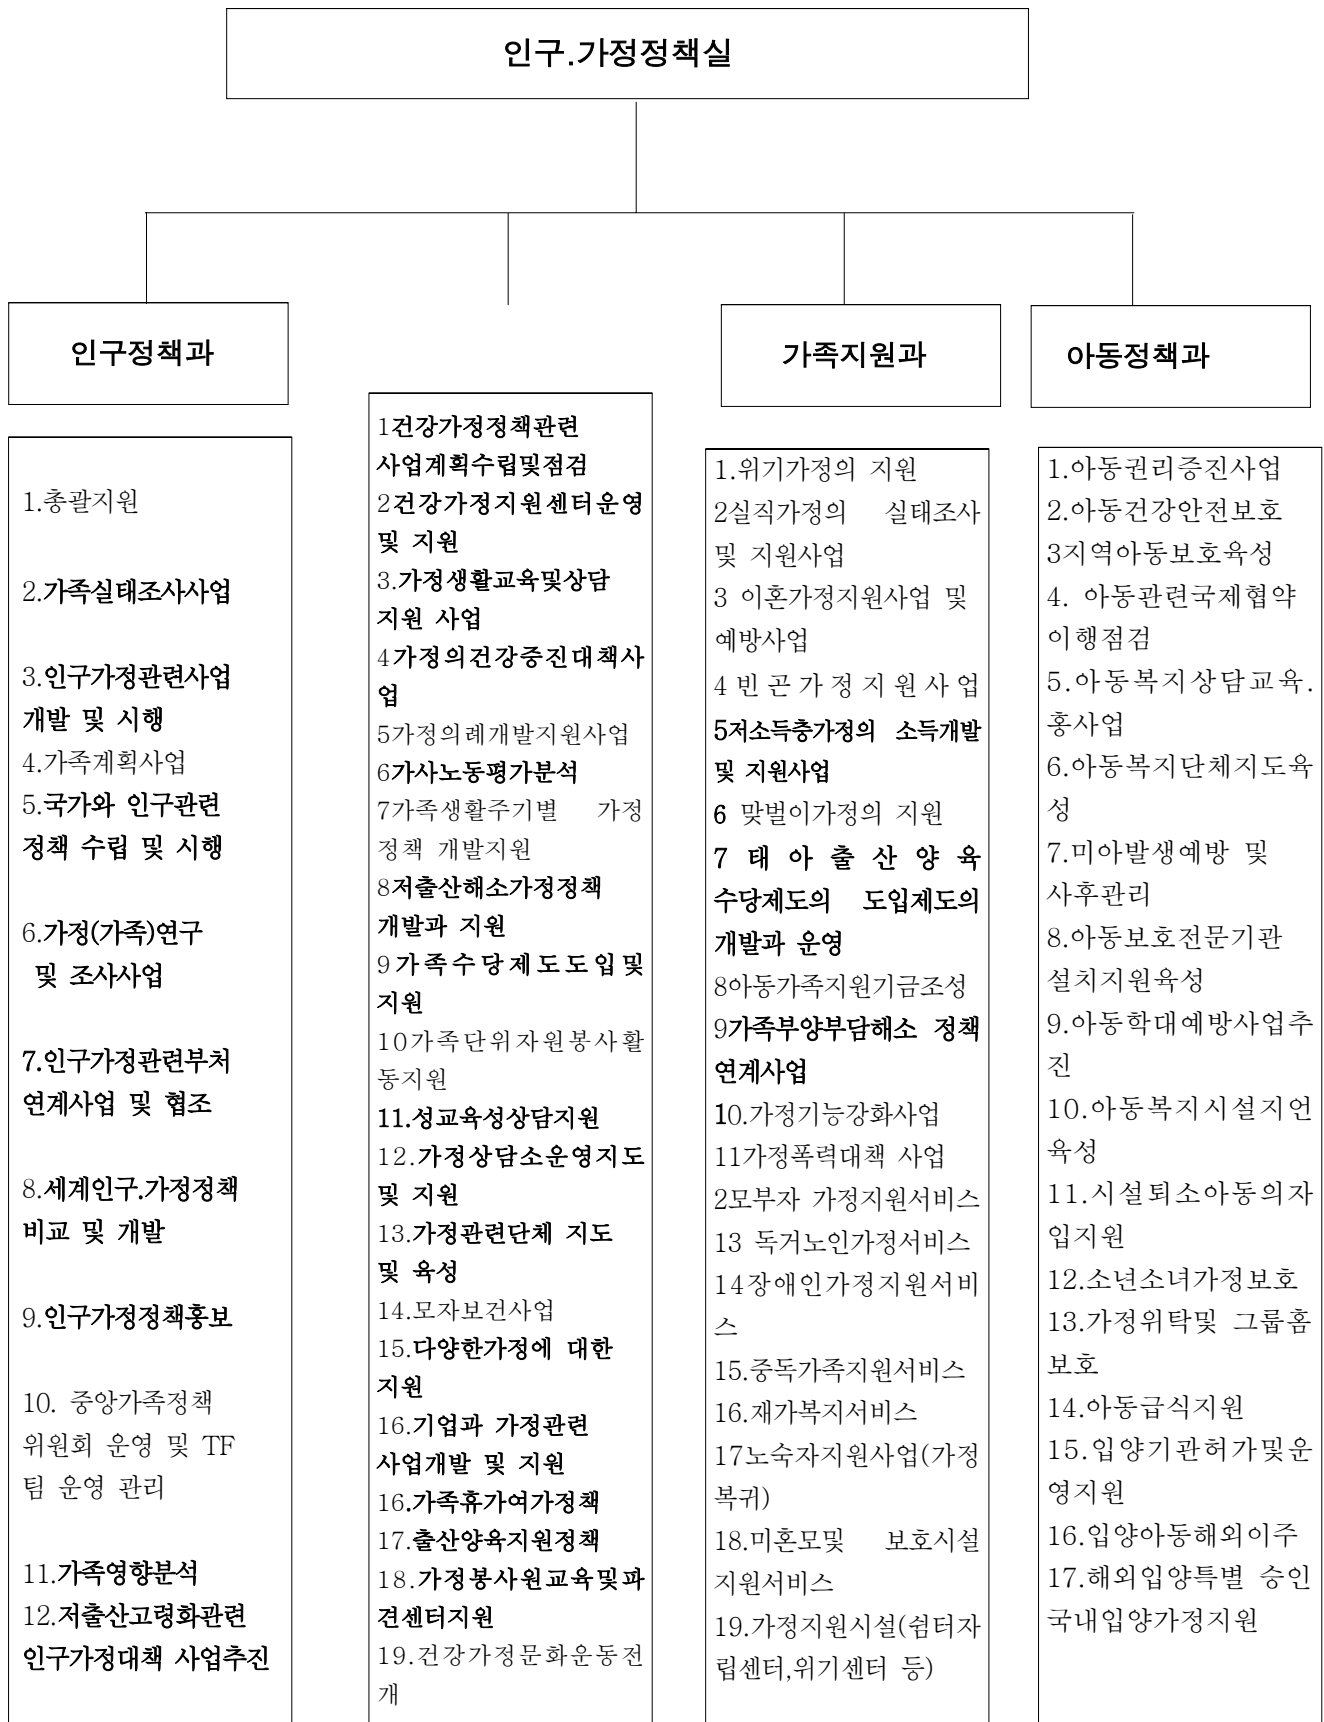 인구.가정정책실
인구정책과
1.총괄지원
2.가족실태조사사업
3.인구가정관련사업
개발 및 시행
4.가족계획사업
5.국가와 인구관련
정책 수립 및 시행
6.가정(가족)연구
및 조사사업
7.인구가정관련부처
연계사업 및 협조
8.세계인구.가정정책
비교 및 개발
9.인구가정정책홍보
10. 중앙가족정책
위원회 운영 및 TF
팀 운영 관리
11.가족영향분석
12.저출산고령화관련
인구가정대책 사업추진
1건강가정정책관련
사업계획수립및점검
2건강가정지원센터운영
및 지원
3.가정생활교육및상담
지원 사업
4가정의건강증진대책사
업
5가정의례개발지원사업
6가사노동평가분석
7가족생활주기별 가정
정책 개발지원
8저출산해소가정정책
개발과 지원
9가족수당제도도입및
지원
10가족단위자원봉사활
동지원
11.성교육성상담지원
12.가정상담소운영지도
및 지원
13.가정관련단체 지도
및 육성
14.모자보건사업
15.다양한가정에 대한
지원
16.기업과 가정관련
사업개발 및 지원
16.가족휴가여가정책
17.출산양육지원정책
18.가정봉사원교육및파
견센터지원
19.건강가정문화운동전
개
가족지원과
1.위기가정의 지원
2실직가정의 실태조사
및 지원사업
3 이혼가정지원사업 및
예방사업
4빈곤가정지원사업
5저소득층가정의 소득개발
및 지원사업
6 맞벌이가정의 지원
7 태아출산양육
수당제도의 도입제도의
개발과 운영
8아동가족지원기금조성
9가족부양부담해소 정책
연계사업
10.가정기능강화사업
11가정폭력대책 사업
2모부자 가정지원서비스
13 독거노인가정서비스
14장애인가정지원서비
스
15.중독가족지원서비스
16.재가복지서비스
17노숙자지원사업(가정
복귀)
18.미혼모및 보호시설
지원서비스
19.가정지원시설(쉼터자
립센터,위기센터 등)
아동정책과
1.아동권리증진사업
2.아동건강안전보호
3지역아동보호육성
4. 아동관련국제협약
이행점검
5.아동복지상담교육.
홍사업
6.아동복지단체지도육
성
7.미아발생예방 및
사후관리
8.아동보호전문기관
설치지원육성
9.아동학대예방사업추
진
10.아동복지시설지언
육성
11.시설퇴소아동의자
입지원
12.소년소녀가정보호
13.가정위탁및 그룹홈
보호
14.아동급식지원
15.입양기관허가및운
영지원
16.입양아동해외이주
17.해외입양특별 승인
국내입양가정지원